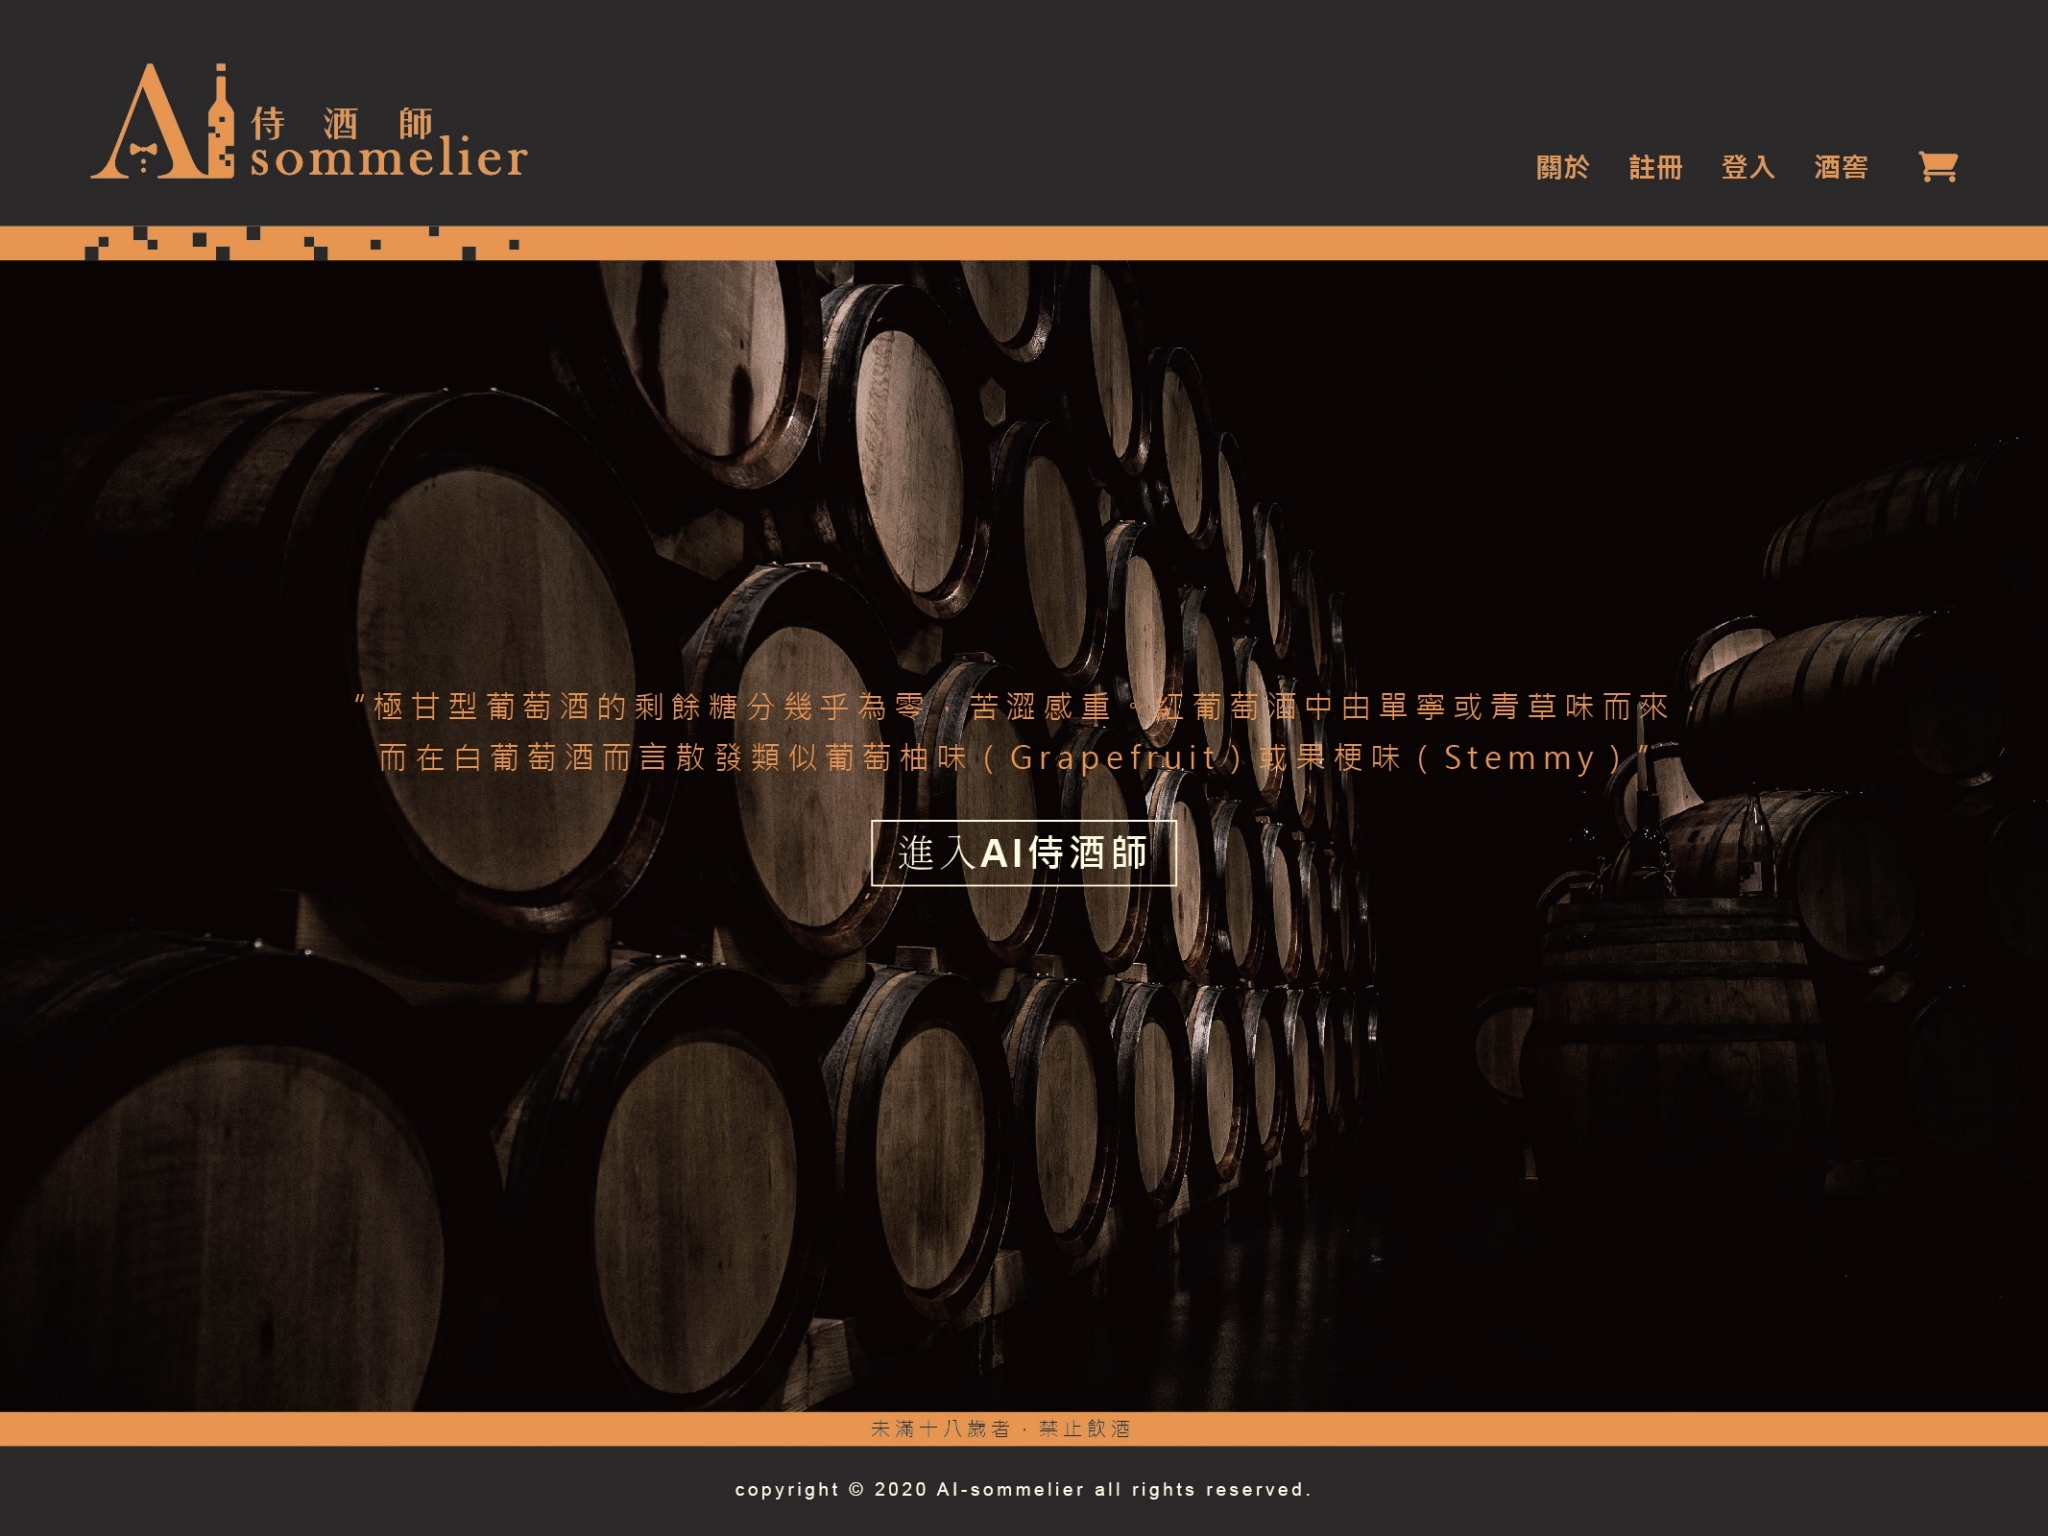 Ai 侍酒師
sommelier
關於 註冊 登入 酒窖
“極甘型葡萄酒的剩餘糖分幾乎為零，苦澀感重。紅葡萄酒中由單寧或青草味而來，
而在白葡萄酒而言散發類似葡萄柚味（Grapefruit）或果梗味（Stemmy）”
進入AI侍酒師
未滿十八歲者，禁止飲酒
copyright © 2020 AI-sommelier all rights reserved.